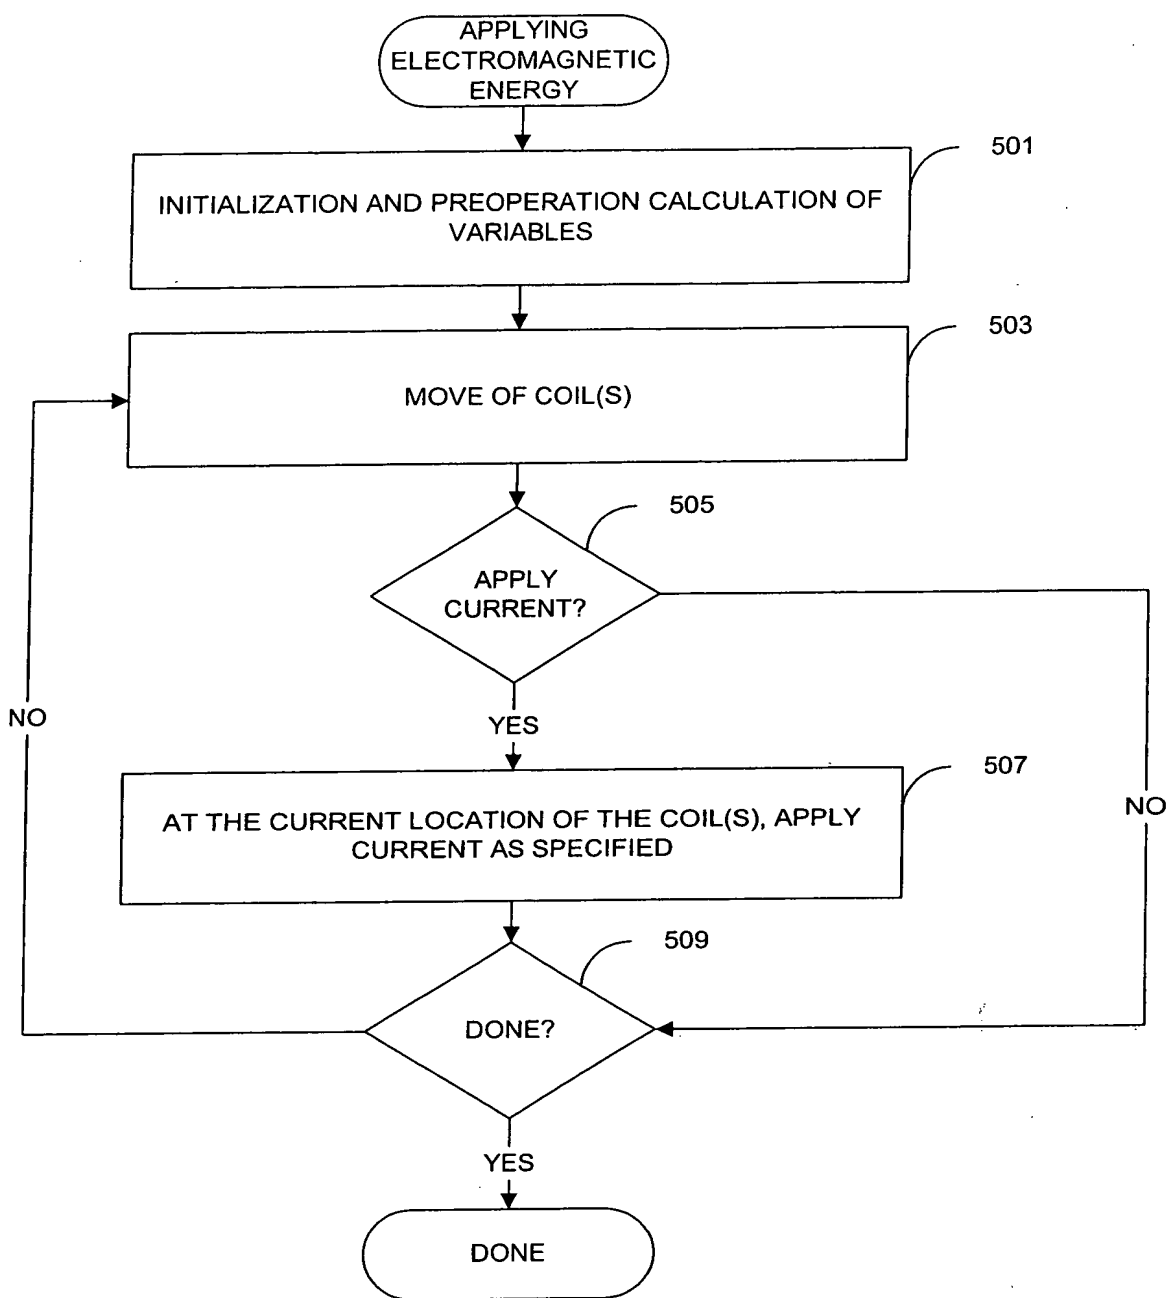 APPLYING
ELECTROMAGNETIC
ENERGY
501
INITIALIZATION AND PREOPERATION CALCULATION OF
VARIABLES
503
MOVE OF COIL(S)
505
APPLY
CURRENT?
NO
YES
507
NO
AT THE CURRENT LOCATION OF THE COIL(S), APPLY
CURRENT AS SPECIFIED
509
DONE?
YES
DONE